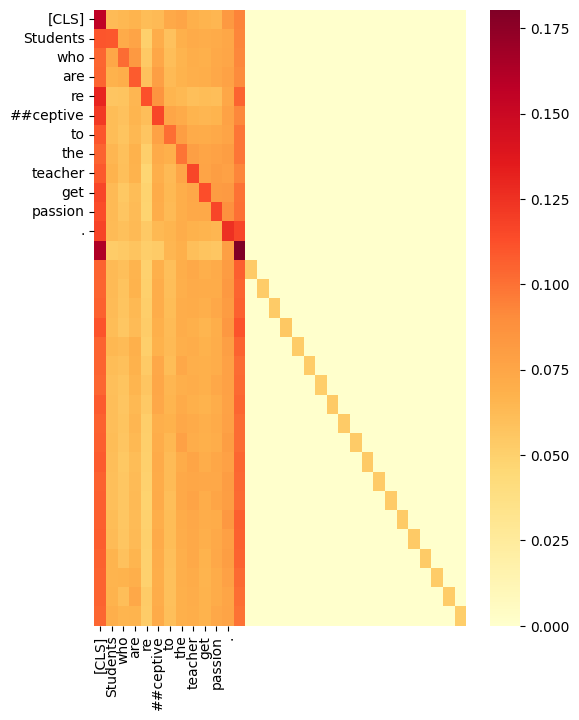 [CLS]
Students
who
are
re
##ceptive
to
the
teacher
get
passion
.
0.175
0.150
0.125
0.100
0.075
0.050
0.025
0.000
[CLS]
Students
who
are
re
##ceptive
to
the
teacher
get
passion
.